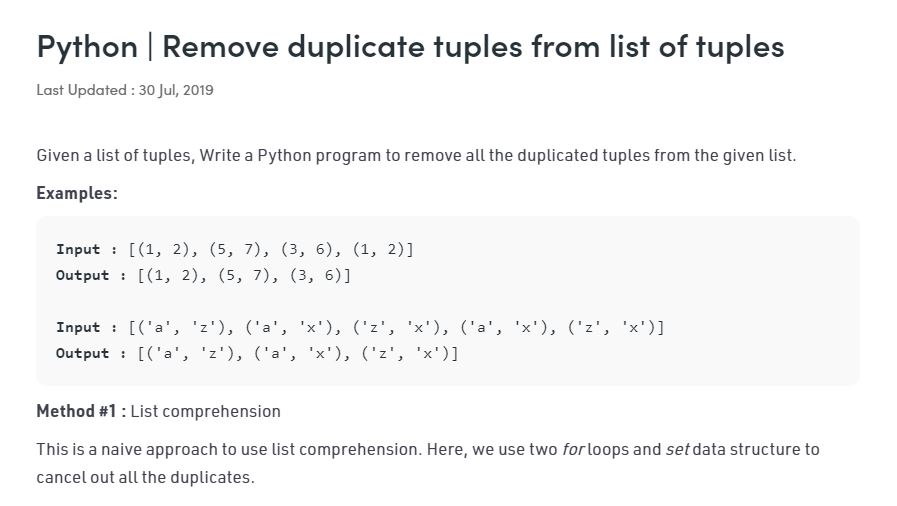 Python | Remove duplicate tuples from list of tuples
Last Updated : 30 Jul, 2019
Given a list of tuples, Write a Python program to remove all the duplicated tuples from the given list.
Examples:
Input : [(1, 2), (5, 7), (3, 6), (1, 2)]
Output : [(1, 2), (5, 7), (3, 6)]
Input : [('a', 'z'), ('a', 'x'), ('z', 'x'), ('a', 'x'), ('z', 'x')]
Output : [('a', 'z'), ('a', 'x'), ('z', 'x')]
Method #1 : List comprehension
This is a naive approach to use list comprehension. Here, we use two for loops and set data structure to
cancel out all the duplicates.